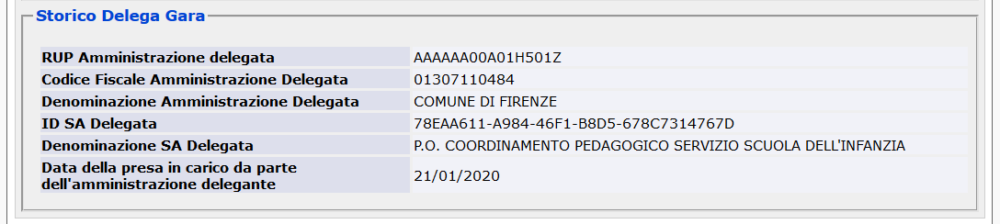 Storico Delega Gara
RUP Amministrazione delegata AAAAAA00A01H501Z
Codice Fiscale Amministrazione Delegata 01307110484
Denominazione Amministrazione Delegata COMUNE DI FIRENZE
ID SA Delegata 78EAA611-A984-46F1-B8D5-678C7314767D
Denominazione SA Delegata P.O. COORDINAMENTO PEDAGOGICO SERVIZIO SCUOLA DELL'INFANZIA
Data della presa in carico da parte
dell'amministrazione delegante 21/01/2020